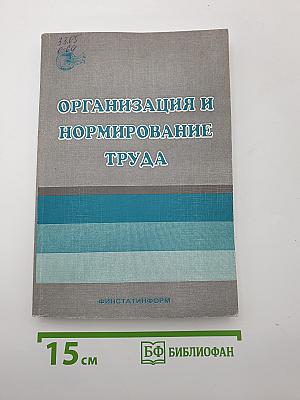 ОРГАНИЗАЦИЯ И
НОРМИРОВАНИЕ
ТРУДА
ФИНСТАТИНФОРМ
15 см
БФ БИБЛИОФАН